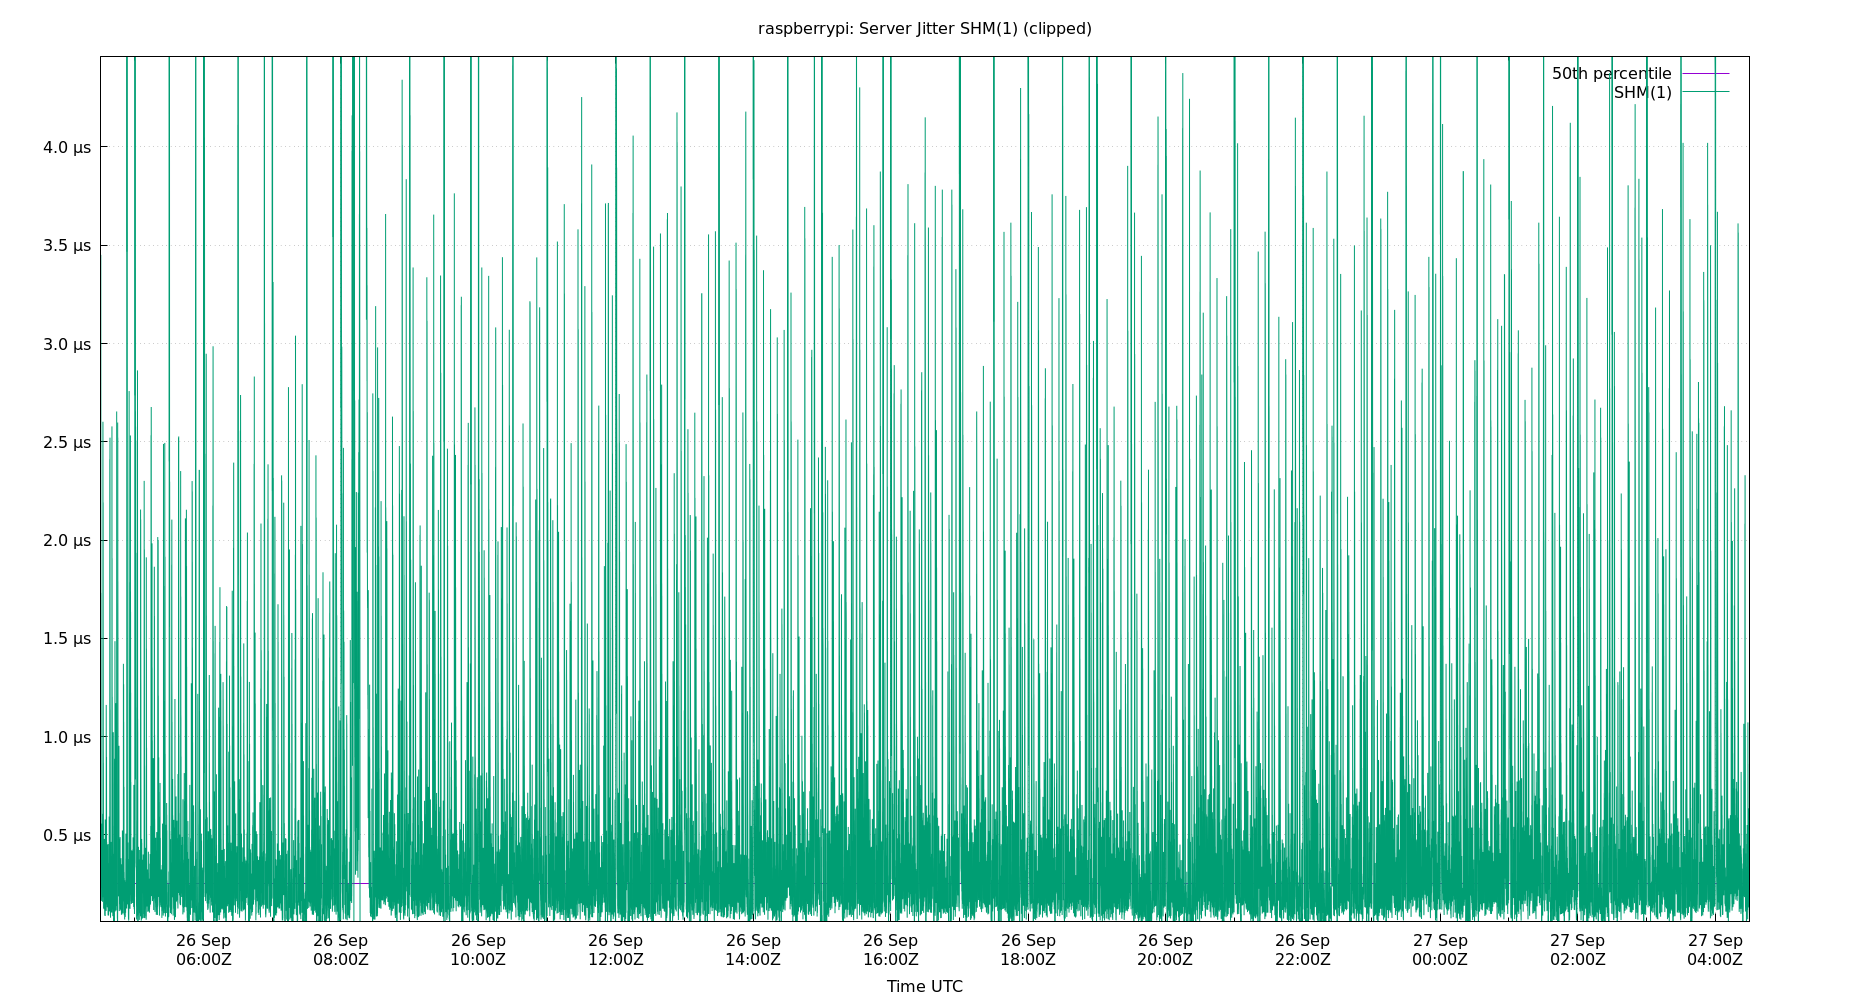 raspberrypi: Server Jitter SHM(1) (clipped)
50th percentile
SHM(1)
4.0 µs
3.5 µs
3.0 µs
2.5 µs
2.0 µs
1.5 µs
1.0 µs
0.5 µs
26 Sep 26 Sep 26 Sep 26 Sep 26 Sep 26 Sep 26 Sep 26 Sep 26 Sep 27 Sep 27 Sep 27 Sep
06:00Z 08:00Z 10:00Z 12:00Z 14:00Z 16:00Z 18:00Z 20:00Z 22:00Z 00:00Z 02:00Z 04:00Z
Time UTC